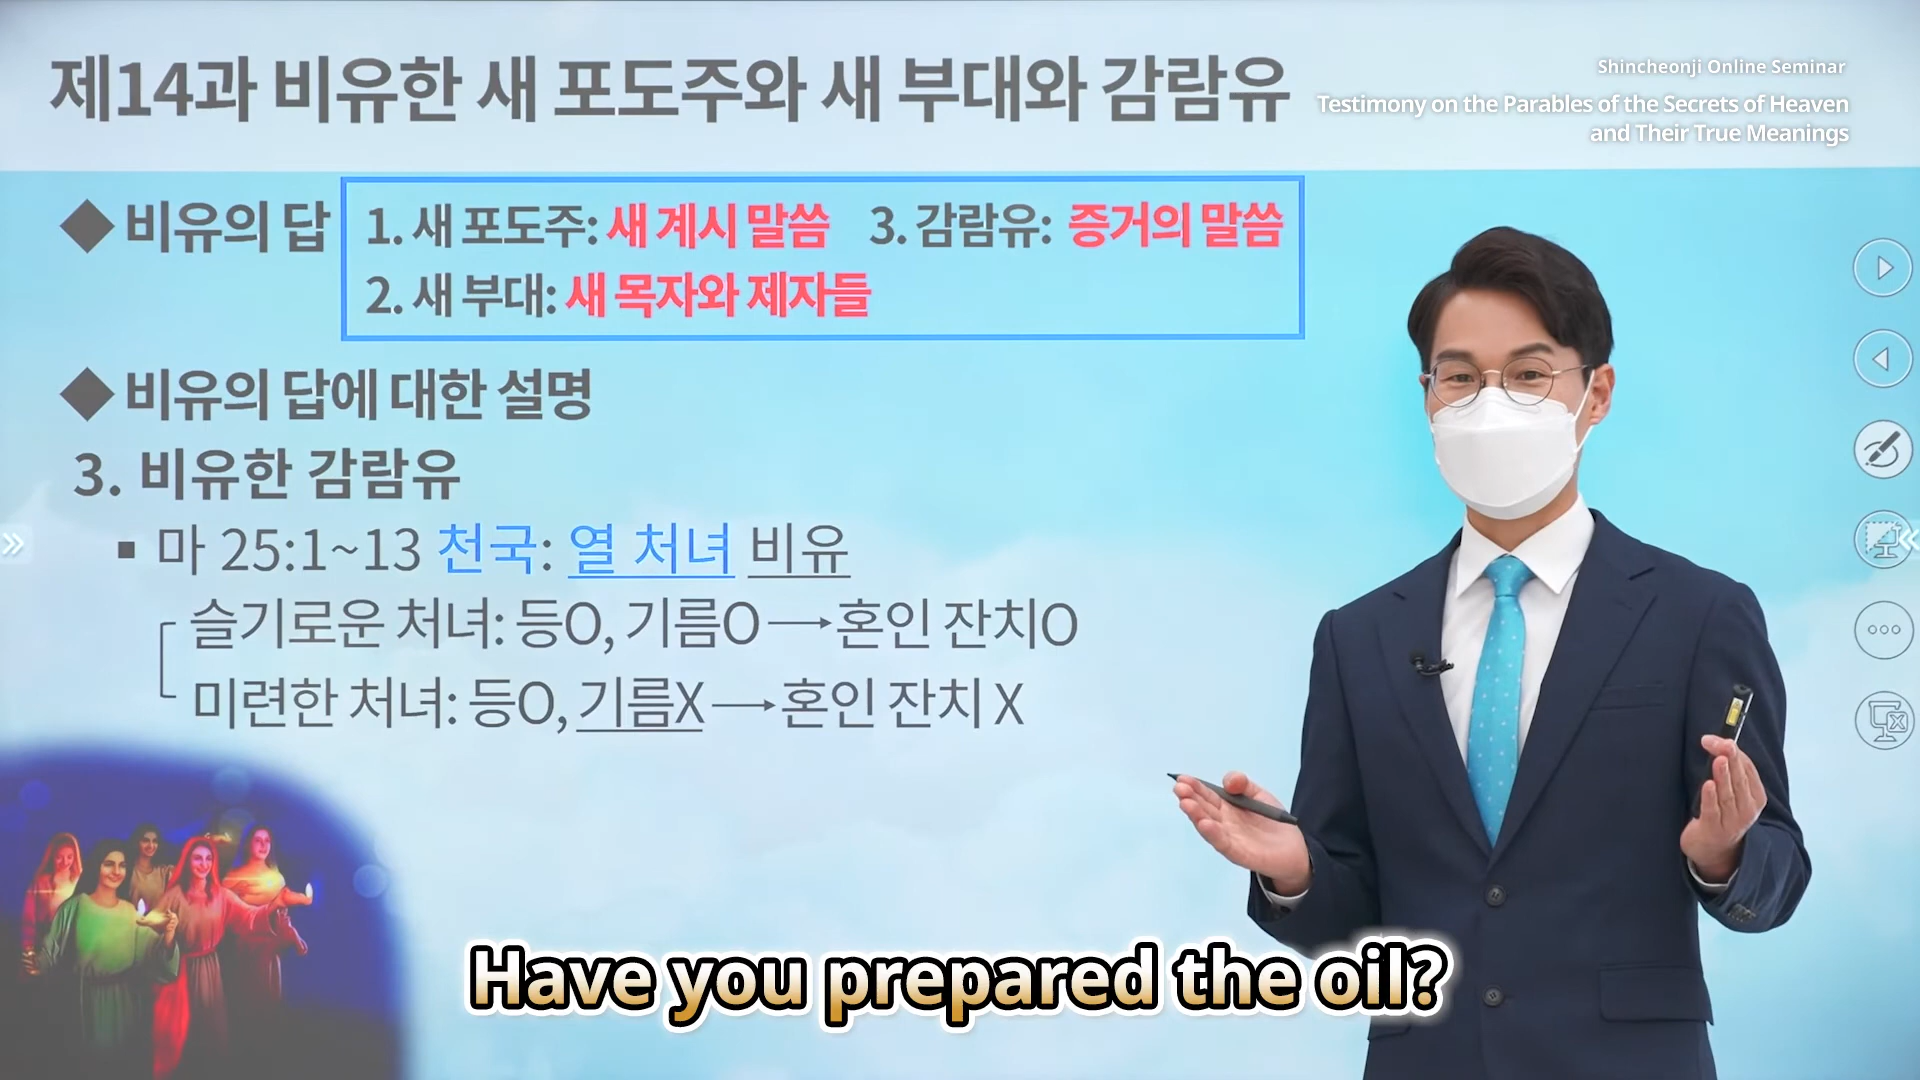 제14과 비유한 새 포도주와 새 부대와 감람유
Shincheonji Online Seminar
Testimony on the Parables of the Secrets of Heaven
and Their True Meanings
◆비유의 답
1. 새 포도주: 새 계시 말씀 3. 감람유: 증거의 말씀
2. 새 부대: 새 목자와 제자들
◆비유의 답에 대한 설명
3. 비유한 감람유
▪ 마 25:1~13 천국: 열 처녀 비유
슬기로운 처녀: 등O, 기름O→혼인 잔치O
미련한 처녀: 등O, 기름X→혼인 잔치 X
Have you prepared the oil?